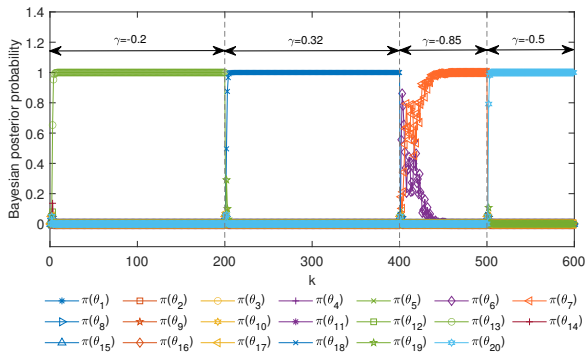 1.4
1.2
1
0.8
0.6
0.4
0.2
0
Bayesian posterior probability
γ=-0.2 γ=0.32 γ=-0.85 γ=-0.5
0 100 200 300 400 500 600
k
π(θ₁) π(θ₂) π(θ₃) π(θ₄) π(θ₅) π(θ₆) π(θ₇)
π(θ₈) π(θ₉) π(θ₁₀) π(θ₁₁) π(θ₁₂) π(θ₁₃) π(θ₁₄)
π(θ₁₅) π(θ₁₆) π(θ₁₇) π(θ₁₈) π(θ₁₉) π(θ₂₀)